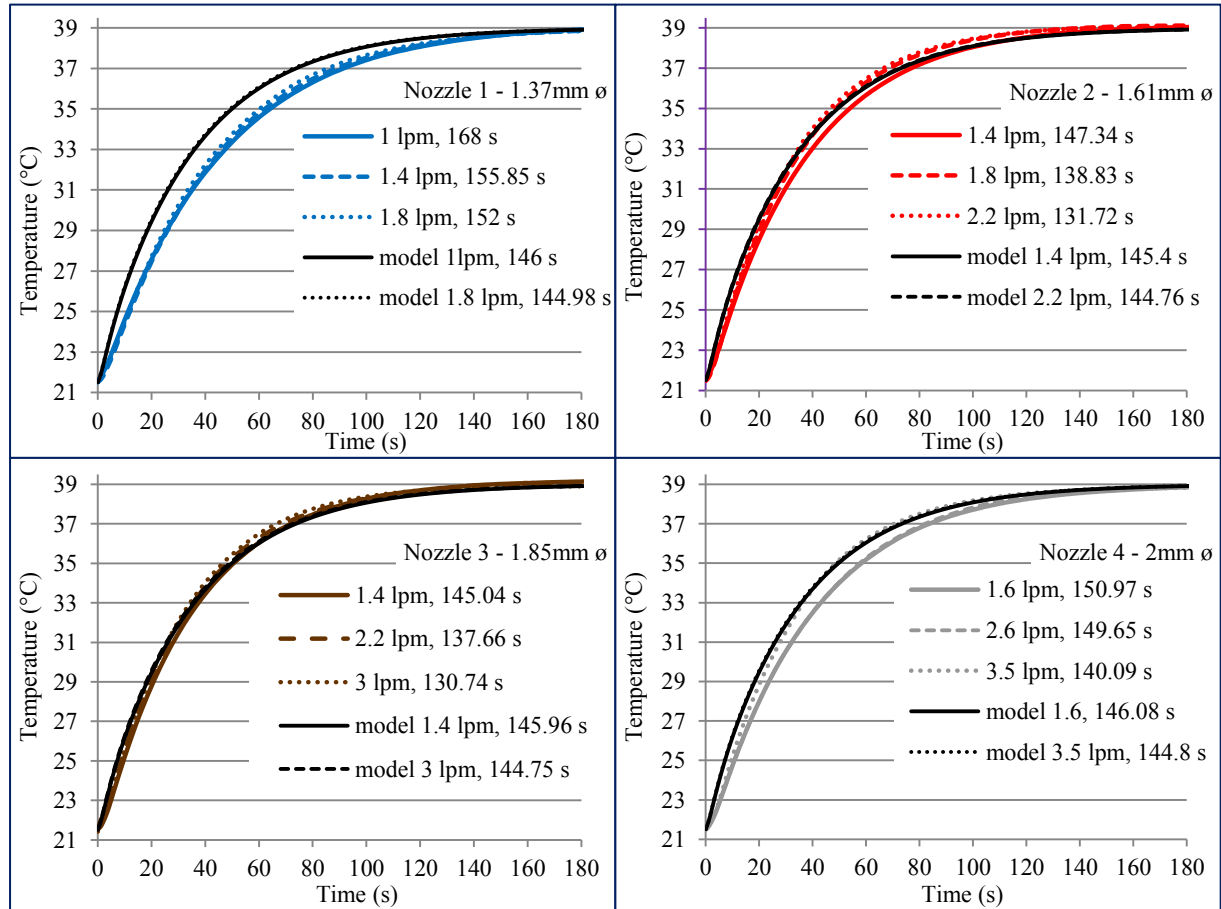 39
37
35
33
31
29
27
25
23
21
Temperature (°C)
Nozzle 1 - 1.37mm ø
1 lpm, 168 s
1.4 lpm, 155.85 s
1.8 lpm, 152 s
model 1lpm, 146 s
model 1.8 lpm, 144.98 s
0 20 40 60 80 100 120 140 160 180
Time (s)
39
37
35
33
31
29
27
25
23
21
Temperature (°C)
Nozzle 2 - 1.61mm ø
1.4 lpm, 147.34 s
1.8 lpm, 138.83 s
2.2 lpm, 131.72 s
model 1.4 lpm, 145.4 s
model 2.2 lpm, 144.76 s
0 20 40 60 80 100 120 140 160 180
Time (s)
39
37
35
33
31
29
27
25
23
21
Temperature (°C)
Nozzle 3 - 1.85mm ø
1.4 lpm, 145.04 s
2.2 lpm, 137.66 s
3 lpm, 130.74 s
model 1.4 lpm, 145.96 s
model 3 lpm, 144.75 s
0 20 40 60 80 100 120 140 160 180
Time (s)
39
37
35
33
31
29
27
25
23
21
Temperature (°C)
Nozzle 4 - 2mm ø
1.6 lpm, 150.97 s
2.6 lpm, 149.65 s
3.5 lpm, 140.09 s
model 1.6, 146.08 s
model 3.5 lpm, 144.8 s
0 20 40 60 80 100 120 140 160 180
Time (s)